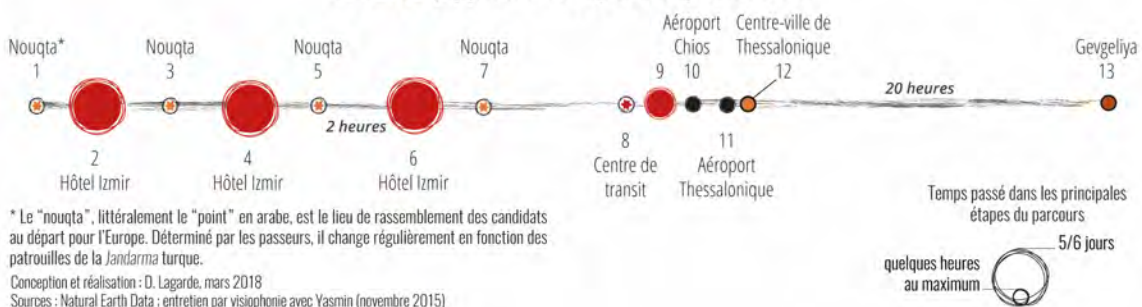 Nouqta*
1
Nouqta
3
Nouqta
5
Nouqta
7
9
Aéroport
Chios
10
Centre-ville de
Thessalonique
12
Gevgeliya
13
20 heures
2 heures
2
Hôtel Izmir
4
Hôtel Izmir
6
Hôtel Izmir
8
Centre de
transit
11
Aéroport
Thessalonique
* Le “nouqta”, littéralement le “point” en arabe, est le lieu de rassemblement des candidats
au départ pour l’Europe. Déterminé par les passeurs, il change régulièrement en fonction des
patrouilles de la Jandarma turque.
Conception et réalisation : D. Lagarde, mars 2018
Sources : Natural Earth Data ; entretien par visiophonie avec Yasmin (novembre 2015)
Temps passé dans les principales
étapes du parcours
5/6 jours
quelques heures
au maximum